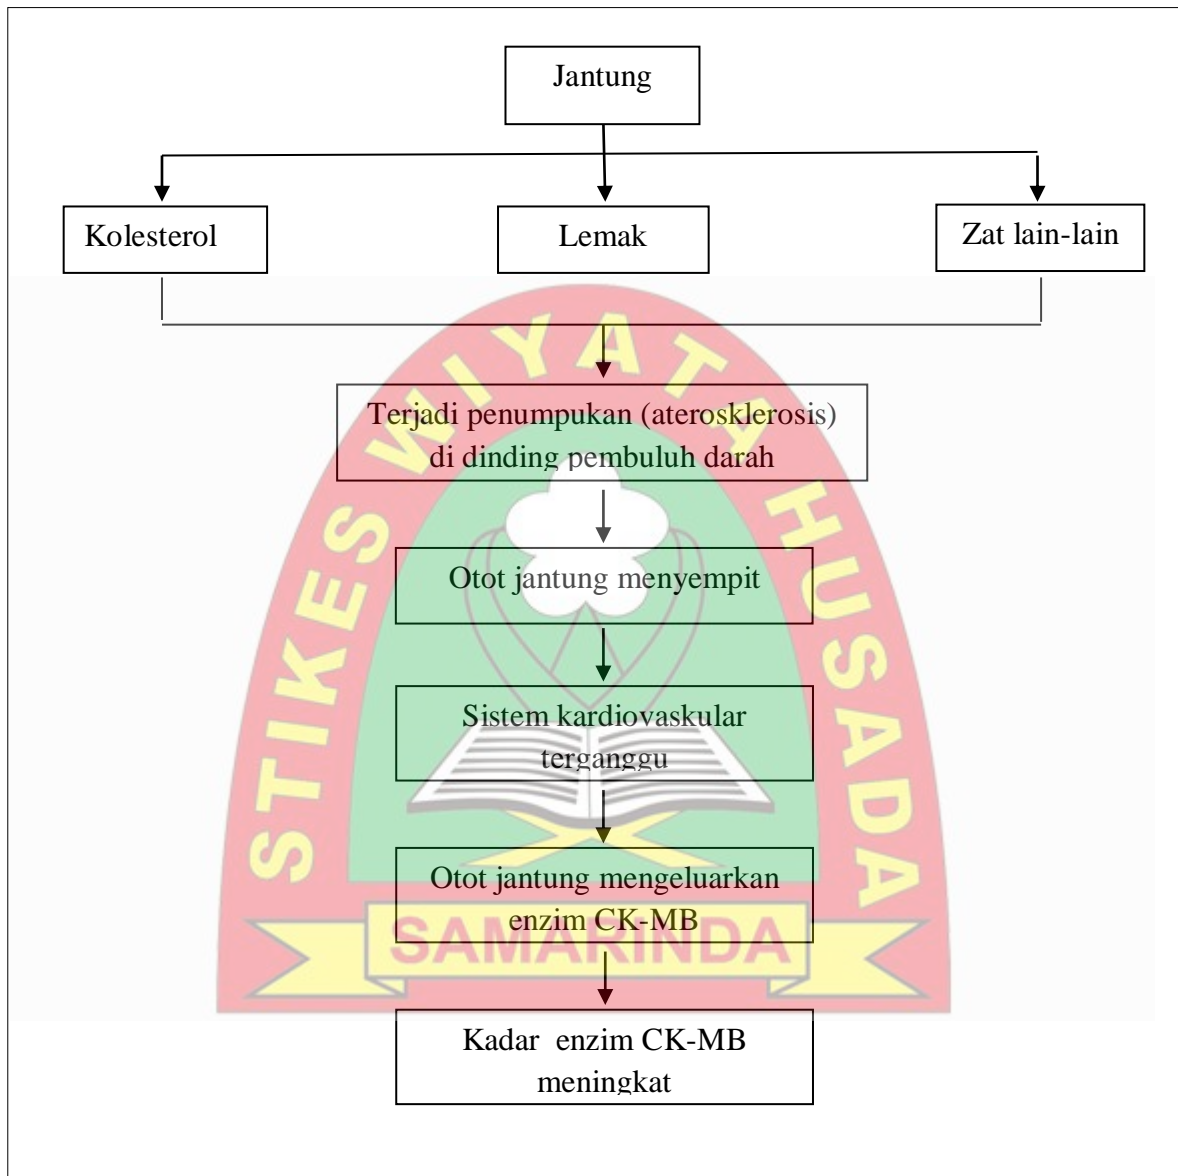 Jantung
Kolesterol
Lemak
Zat lain-lain
Terjadi penumpukan (aterosklerosis)
di dinding pembuluh darah
Otot jantung menyempit
Sistem kardiovaskular
terganggu
Otot jantung mengeluarkan
enzim CK-MB
Kadar enzim CK-MB
meningkat
STIKES WIYATA HUSADA
SAMARINDA